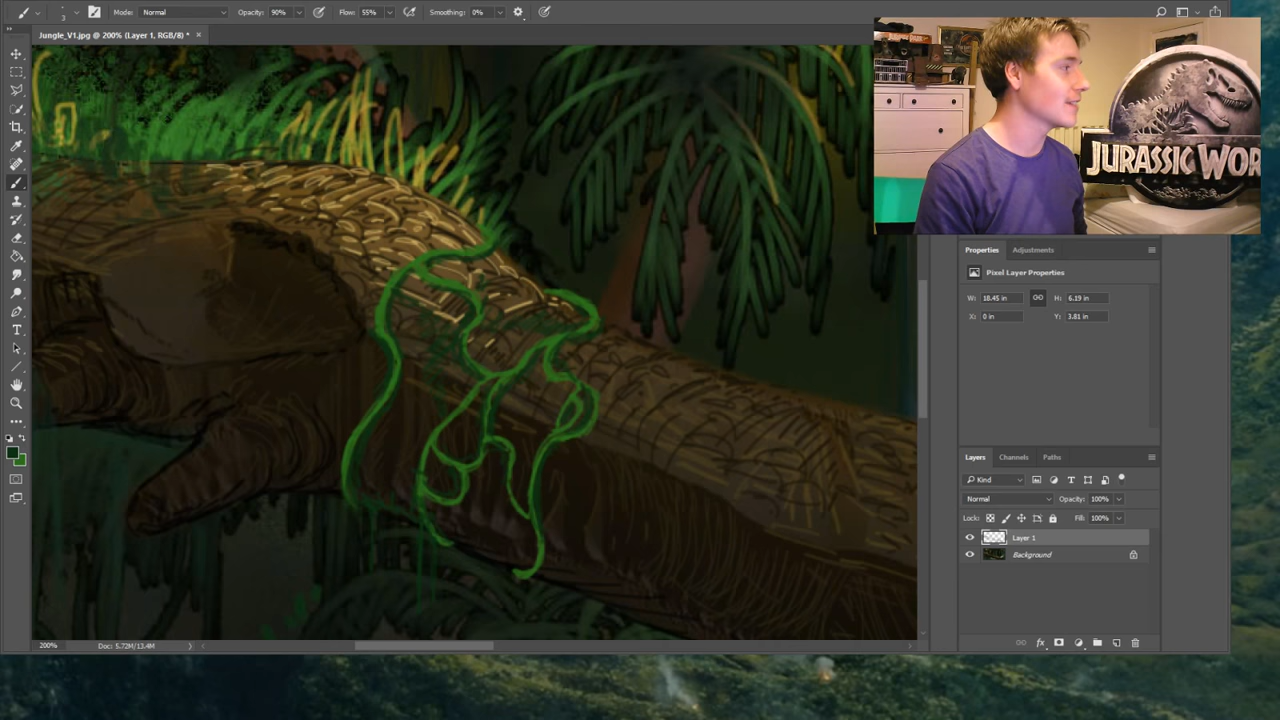 3
Mode: Normal
Opacity: 90%
Flow: 55%
Smoothing: 0%
Jungle_V1.jpg @ 200% (Layer 1, RGB/8) *
JURASSIC WOR
Properties
Adjustments
Pixel Layer Properties
W: 18.45 in
H: 6.19 in
X: 0 in
Y: 3.81 in
Layers
Channels
Paths
Kind
Normal
Opacity: 100%
Lock:
Fill: 100%
Layer 1
Background
200%
Doc: 5.72M/13.4M